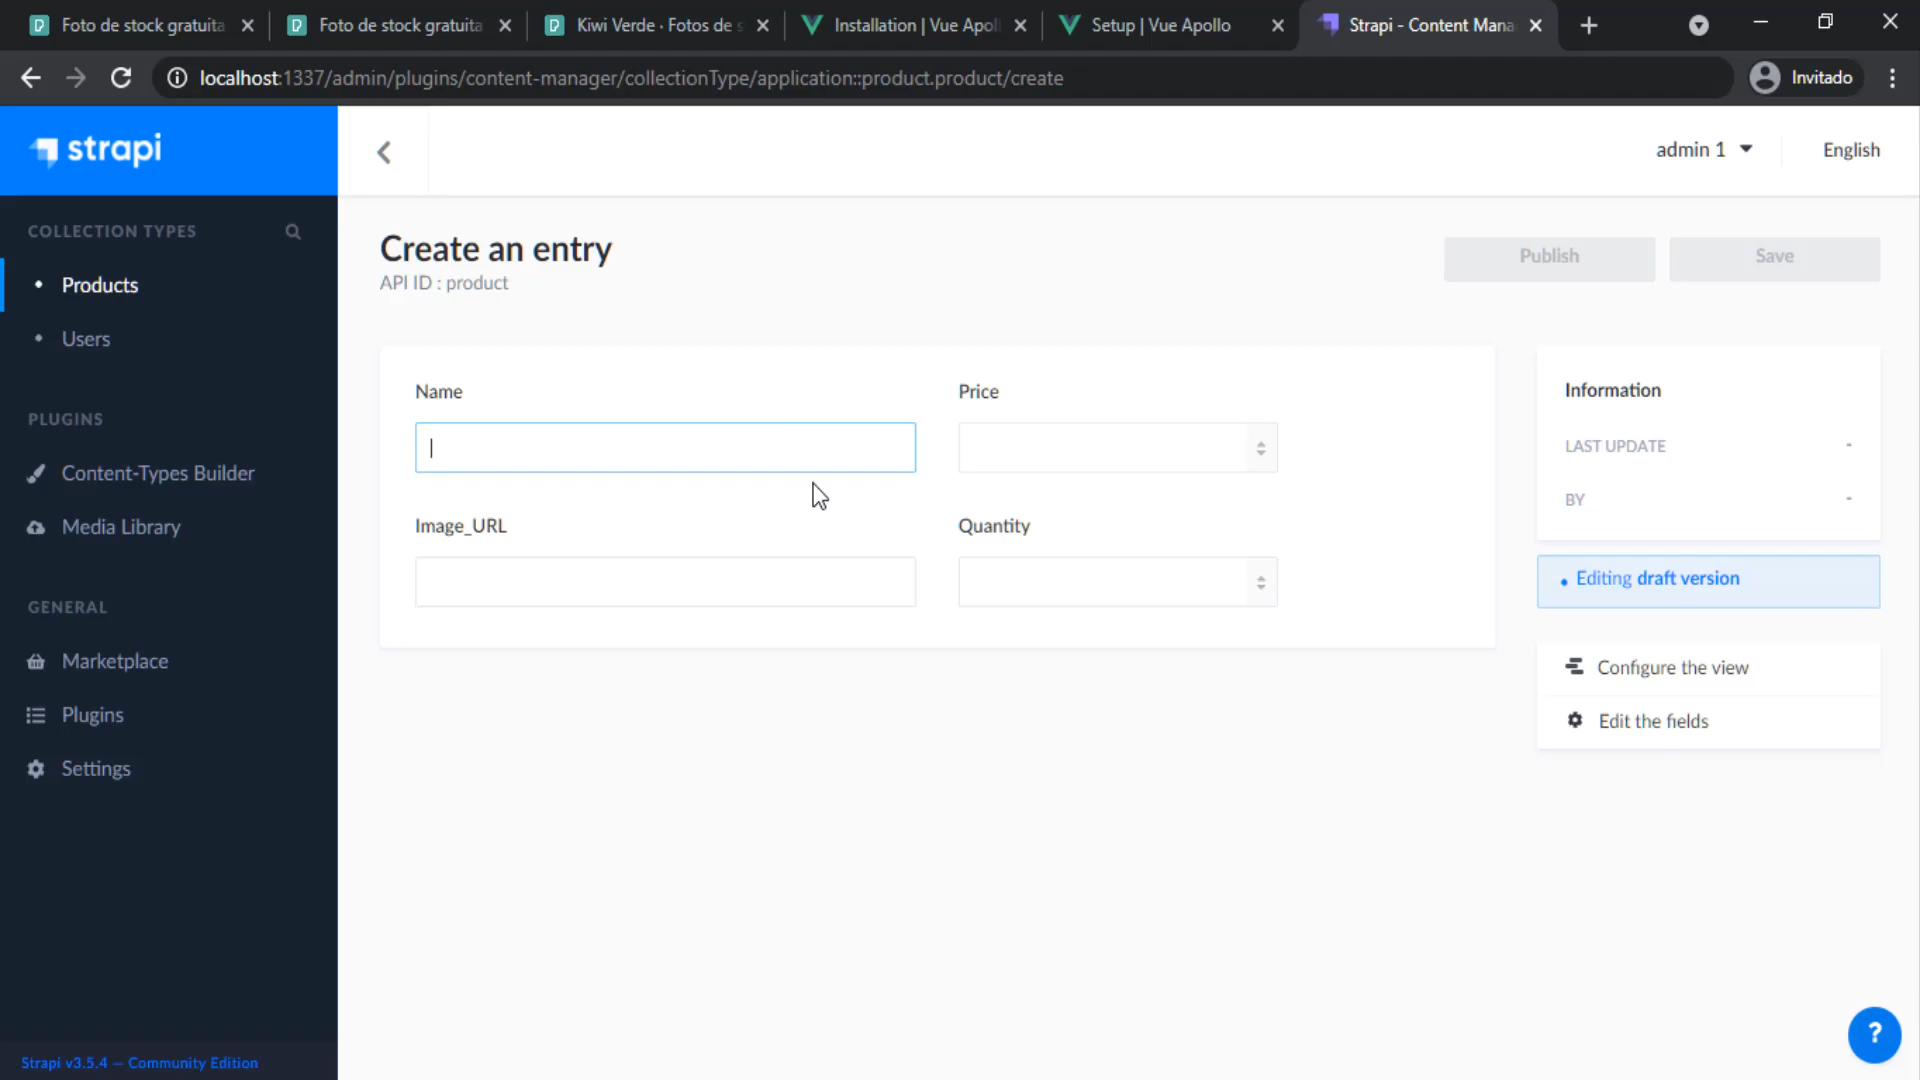 Foto de stock gratuita
Foto de stock gratuita
Kiwi Verde · Fotos de s
Installation | Vue Apoll
Setup | Vue Apollo
Strapi - Content Mana
localhost:1337/admin/plugins/content-manager/collectionType/application::product.product/create
Invitado
strapi
admin 1
English
COLLECTION TYPES
Products
Users
PLUGINS
Content-Types Builder
Media Library
GENERAL
Marketplace
Plugins
Settings
Strapi v3.5.4 — Community Edition
Create an entry
API ID : product
Publish
Save
Name
Price
Image_URL
Quantity
Information
LAST UPDATE -
BY -
Editing draft version
Configure the view
Edit the fields
?